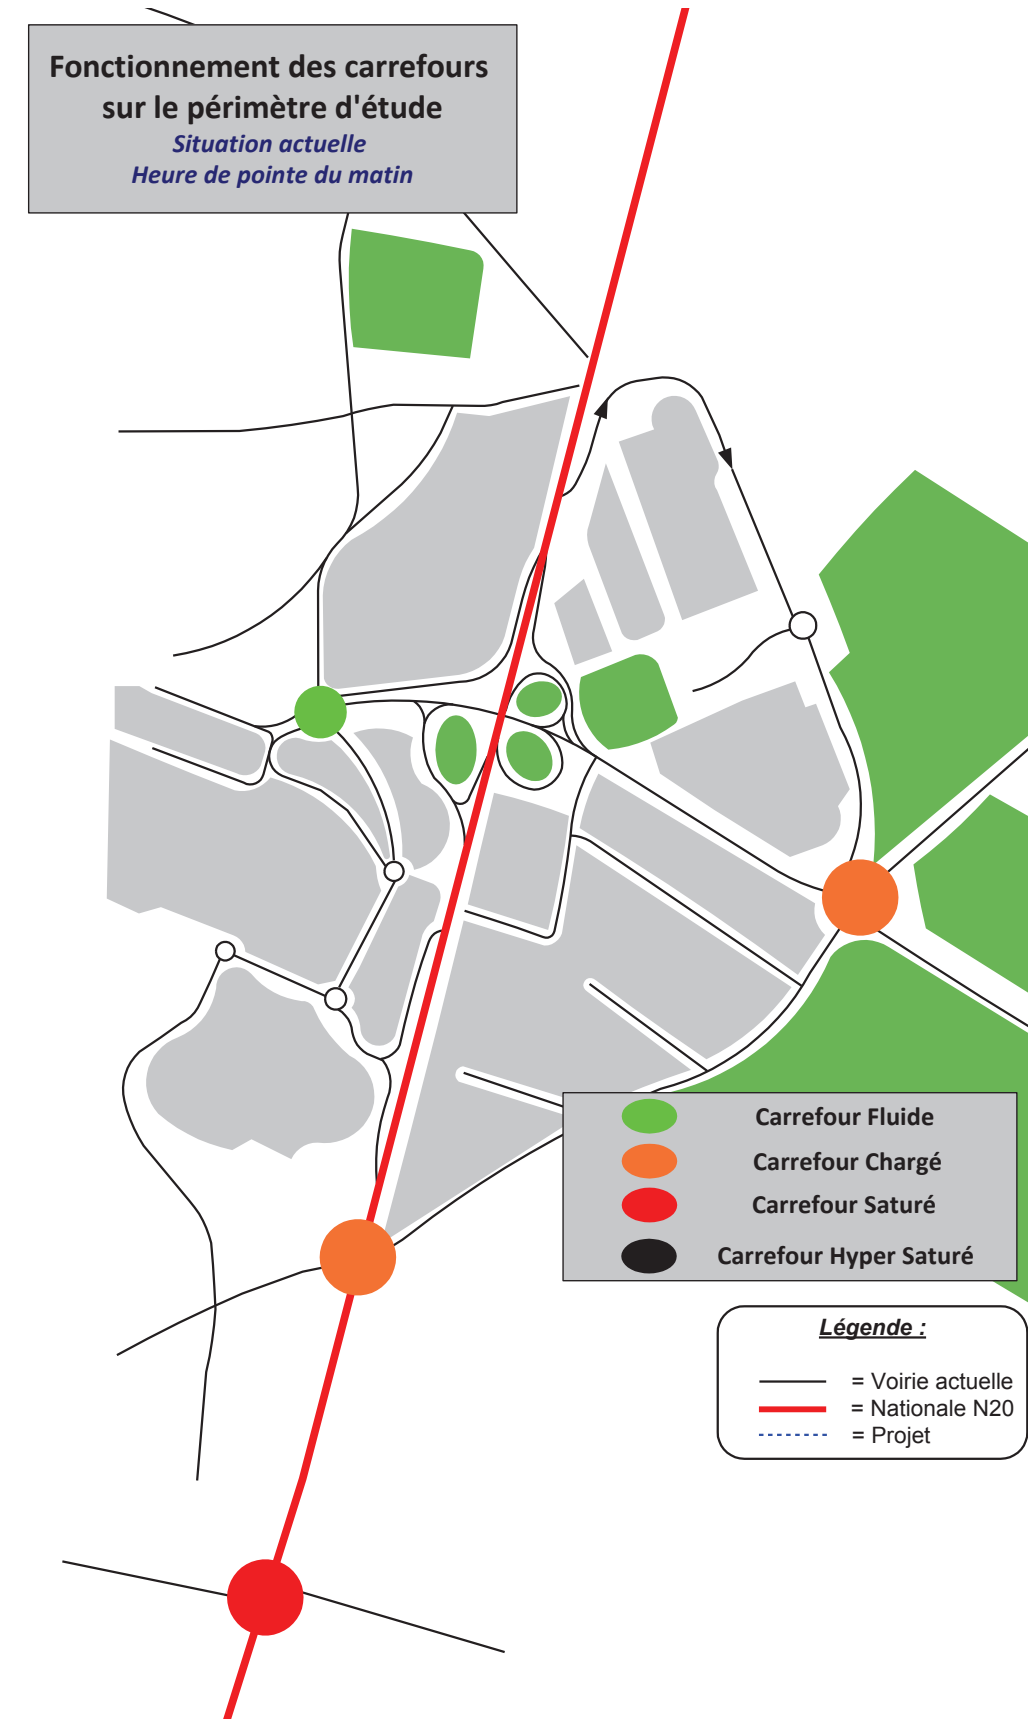 Fonctionnement des carrefours
sur le périmètre d'étude
Situation actuelle
Heure de pointe du matin
Carrefour Fluide
Carrefour Chargé
Carrefour Saturé
Carrefour Hyper Saturé
Légende :
= Voirie actuelle
= Nationale N20
= Projet